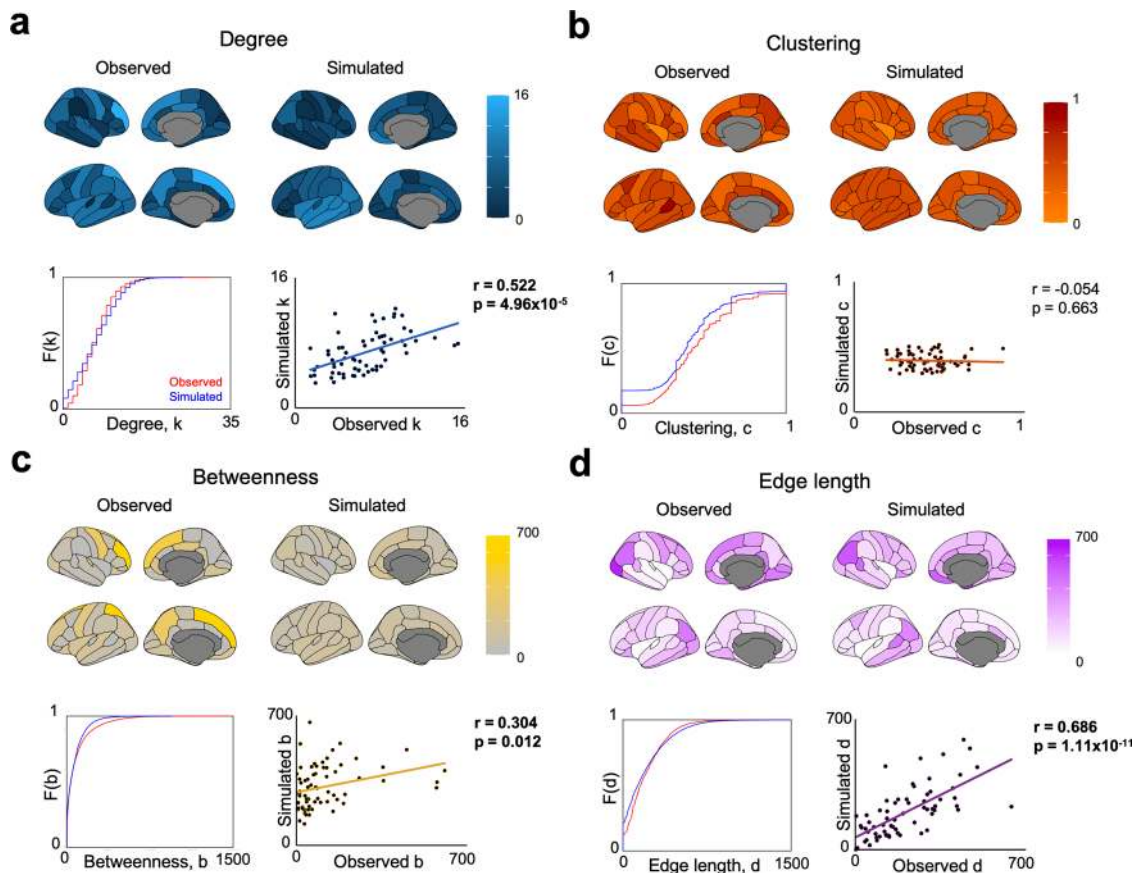 a
Degree
Observed
Simulated
16
0
1
F(k)
0
Observed
Simulated
0
Degree, k
35
16
Simulated k
0
0
Observed k
16
r = 0.522
p = 4.96x10-5
b
Clustering
Observed
Simulated
1
0
1
F(c)
0
0
Clustering, c
1
1
Simulated c
0
0
Observed c
1
r = -0.054
p = 0.663
c
Betweenness
Observed
Simulated
700
0
1
F(b)
0
0
Betweenness, b
1500
700
Simulated b
0
0
Observed b
700
r = 0.304
p = 0.012
d
Edge length
Observed
Simulated
700
0
1
F(d)
0
0
Edge length, d
1500
700
Simulated d
0
0
Observed d
700
r = 0.686
p = 1.11x10-11